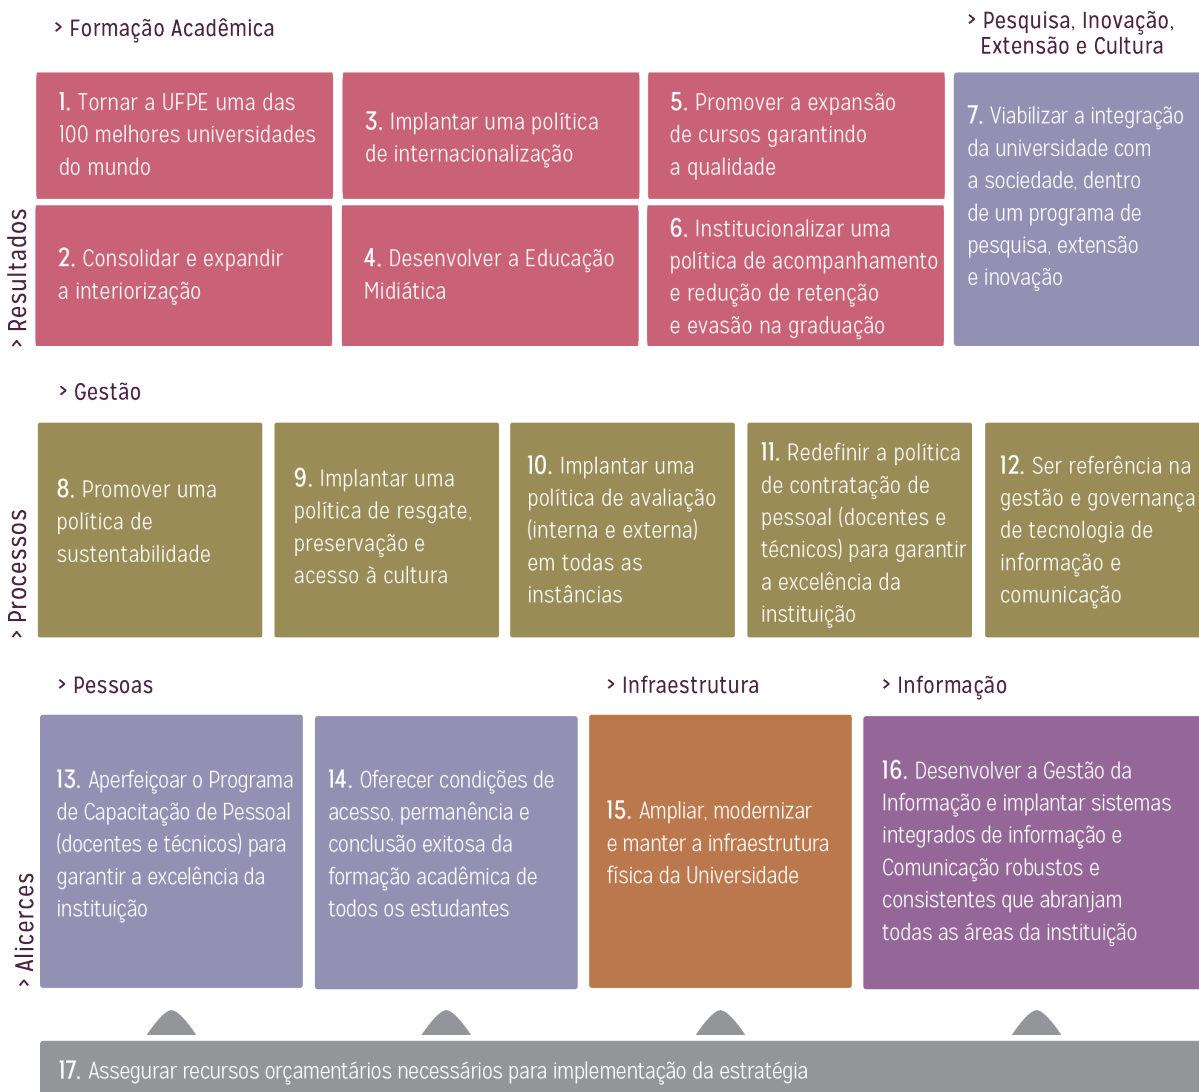 > Formação Acadêmica
> Pesquisa, Inovação,
Extensão e Cultura
> Resultados
1. Tornar a UFPE uma das
100 melhores universidades
do mundo
3. Implantar uma política
de internacionalização
5. Promover a expansão
de cursos garantindo
a qualidade
7. Viabilizar a integração
da universidade com
a sociedade, dentro
de um programa de
pesquisa, extensão
e inovação
2. Consolidar e expandir
a interiorização
4. Desenvolver a Educação
Midiática
6. Institucionalizar uma
política de acompanhamento
e redução de retenção
e evasão na graduação
> Gestão
> Processos
8. Promover uma
política de
sustentabilidade
9. Implantar uma
política de resgate,
preservação e
acesso à cultura
10. Implantar uma
política de avaliação
(interna e externa)
em todas as
instâncias
11. Redefinir a política
de contratação de
pessoal (docentes e
técnicos) para garantir
a excelência da
instituição
12. Ser referência na
gestão e governança
de tecnologia de
informação e
comunicação
> Pessoas
> Infraestrutura
> Informação
> Alicerces
13. Aperfeiçoar o Programa
de Capacitação de Pessoal
(docentes e técnicos) para
garantir a excelência da
instituição
14. Oferecer condições de
acesso, permanência e
conclusão exitosa da
formação acadêmica de
todos os estudantes
15. Ampliar, modernizar
e manter a infraestrutura
física da Universidade
16. Desenvolver a Gestão da
Informação e implantar sistemas
integrados de informação e
Comunicação robustos e
consistentes que abranjam
todas as áreas da instituição
17. Assegurar recursos orçamentários necessários para implementação da estratégia